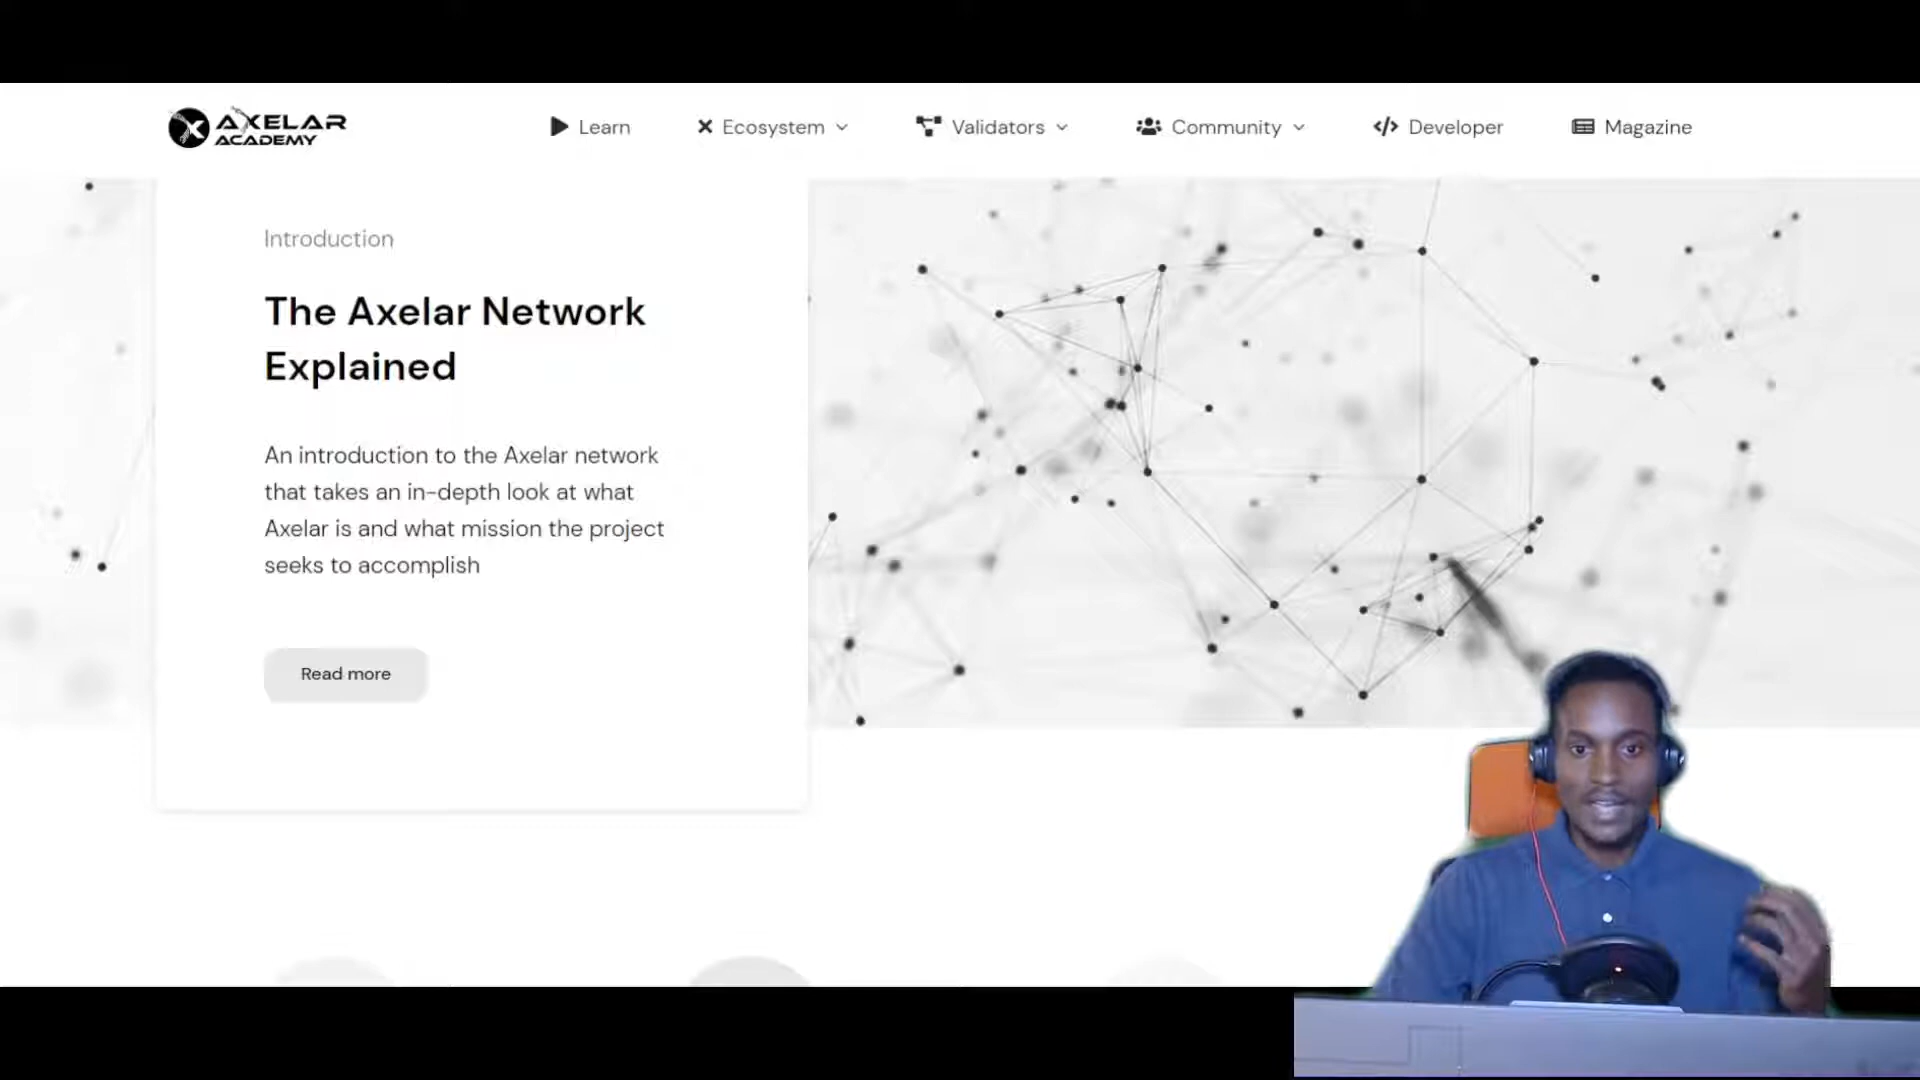 AXELAR
ACADEMY
Learn
Ecosystem
Validators
Community
Developer
Magazine
Introduction
The Axelar Network
Explained
An introduction to the Axelar network
that takes an in-depth look at what
Axelar is and what mission the project
seeks to accomplish
Read more